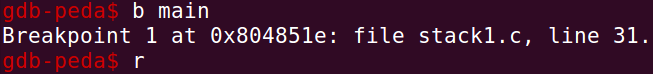 gdb-peda$ b main
Breakpoint 1 at 0x804851e: file stack1.c, line 31.
gdb-peda$ r